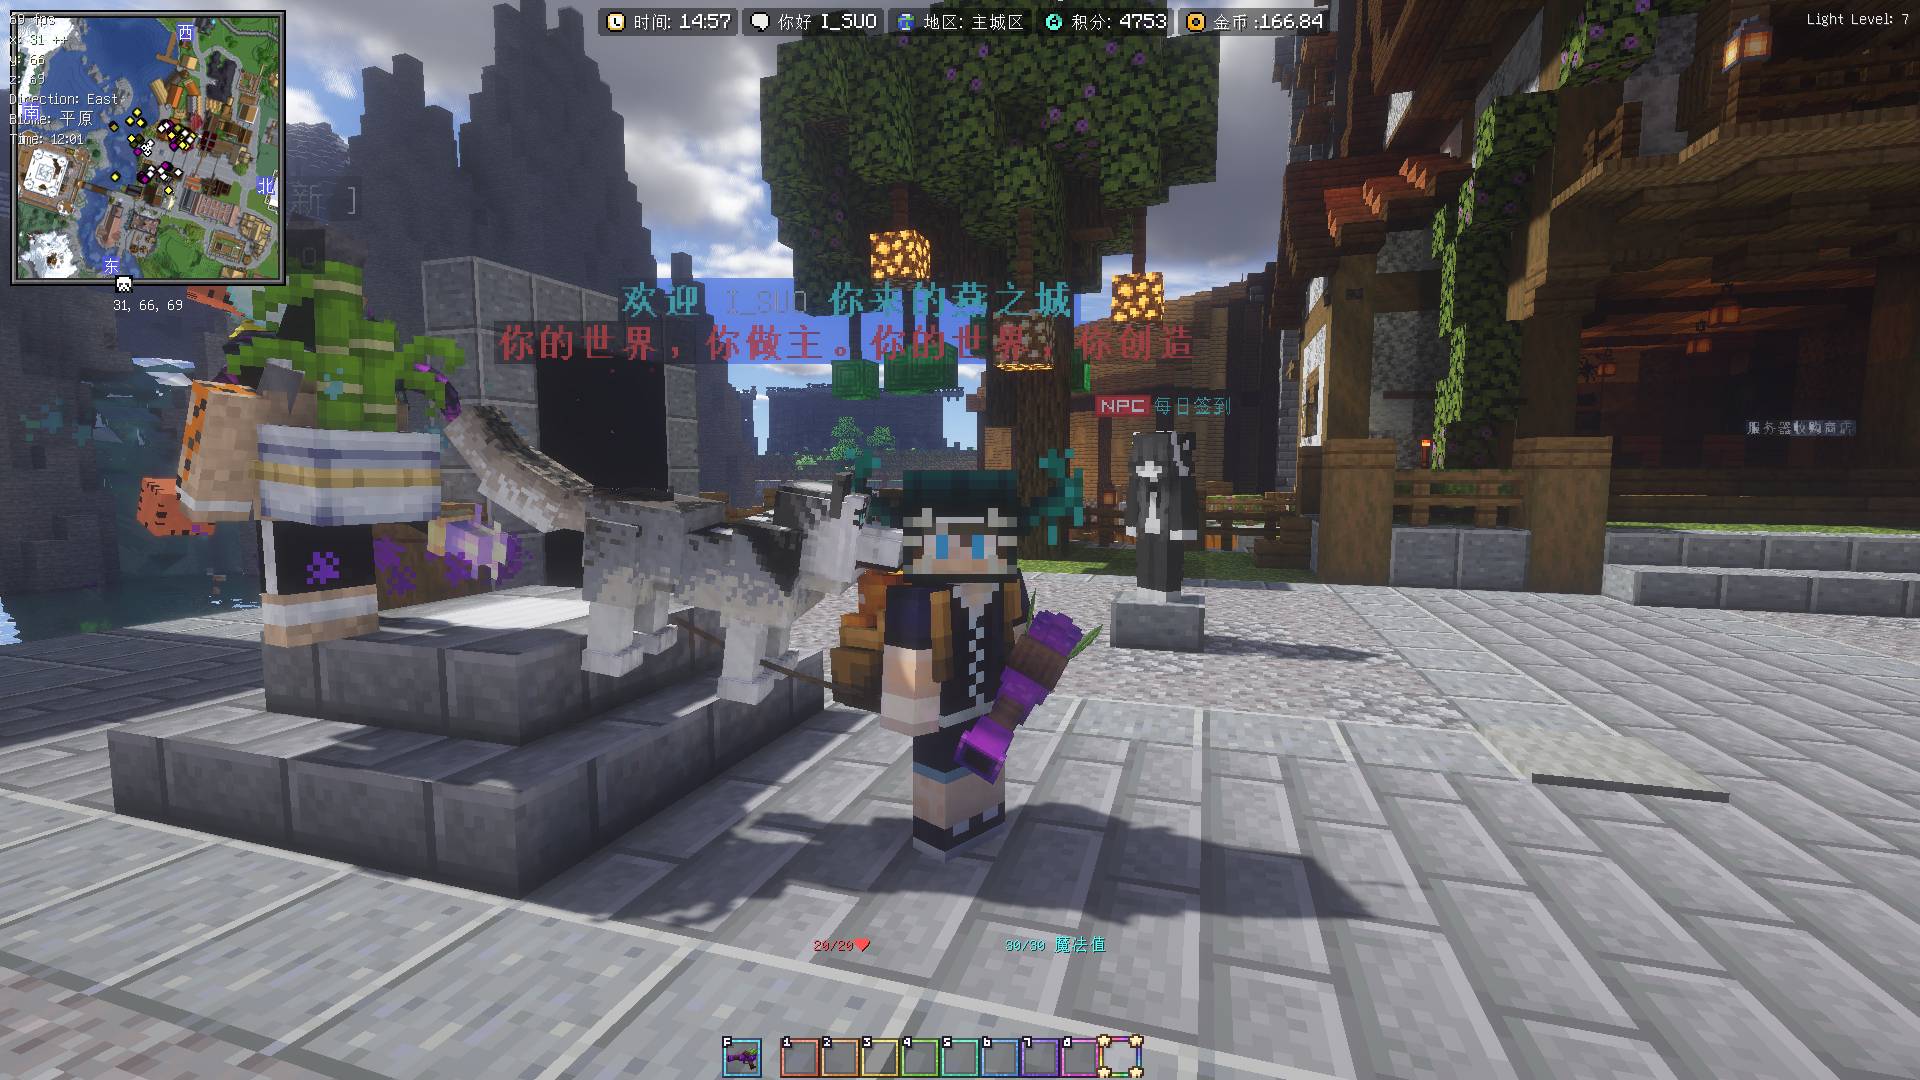 69 fps
x: 31 ++
y: 66
z: 69
Direction: East
Biome: 平原
Time: 12:01
西
南
北
东
31, 66, 69
时间: 14:57
你好 I_SUO
地区: 主城区
积分: 4753
金币 :166.84
Light Level: 7
新 ]
欢迎 I_SUO 你来的燕之城
你的世界，你做主。你的世界，你创造
NPC 每日签到
服务器收购商店
20/20
30/30 魔法值
F 1 2 3 4 5 6 7 8